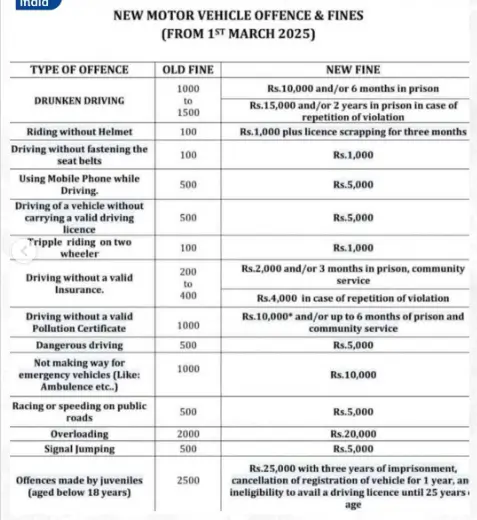 India
NEW MOTOR VEHICLE OFFENCE & FINES
(FROM 1ST MARCH 2025)
TYPE OF OFFENCE OLD FINE NEW FINE
DRUNKEN DRIVING
1000
to
1500
Rs.10,000 and/or 6 months in prison
Rs.15,000 and/or 2 years in prison in case of
repetition of violation
Riding without Helmet 100 Rs.1,000 plus licence scrapping for three months
Driving without fastening the
seat belts
100
Rs.1,000
Using Mobile Phone while
Driving.
500
Rs.5,000
Driving of a vehicle without
carrying a valid driving
licence
500
Rs.5,000
Tripple riding on two
wheeler
100
Rs.1,000
Driving without a valid
Insurance.
200
to
400
Rs.2,000 and/or 3 months in prison, community
service
Rs.4,000 in case of repetition of violation
Driving without a valid
Pollution Certificate
1000
Rs.10,000* and/or up to 6 months of prison and
community service
Dangerous driving 500 Rs.5,000
Not making way for
emergency vehicles (Like:
Ambulence etc..)
1000
Rs.10,000
Racing or speeding on public
roads
500
Rs.5,000
Overloading 2000 Rs.20,000
Signal Jumping 500 Rs.5,000
Offences made by juveniles
(aged below 18 years)
2500
Rs.25,000 with three years of imprisonment,
cancellation of registration of vehicle for 1 year, an
ineligibility to avail a driving licence until 25 years
age